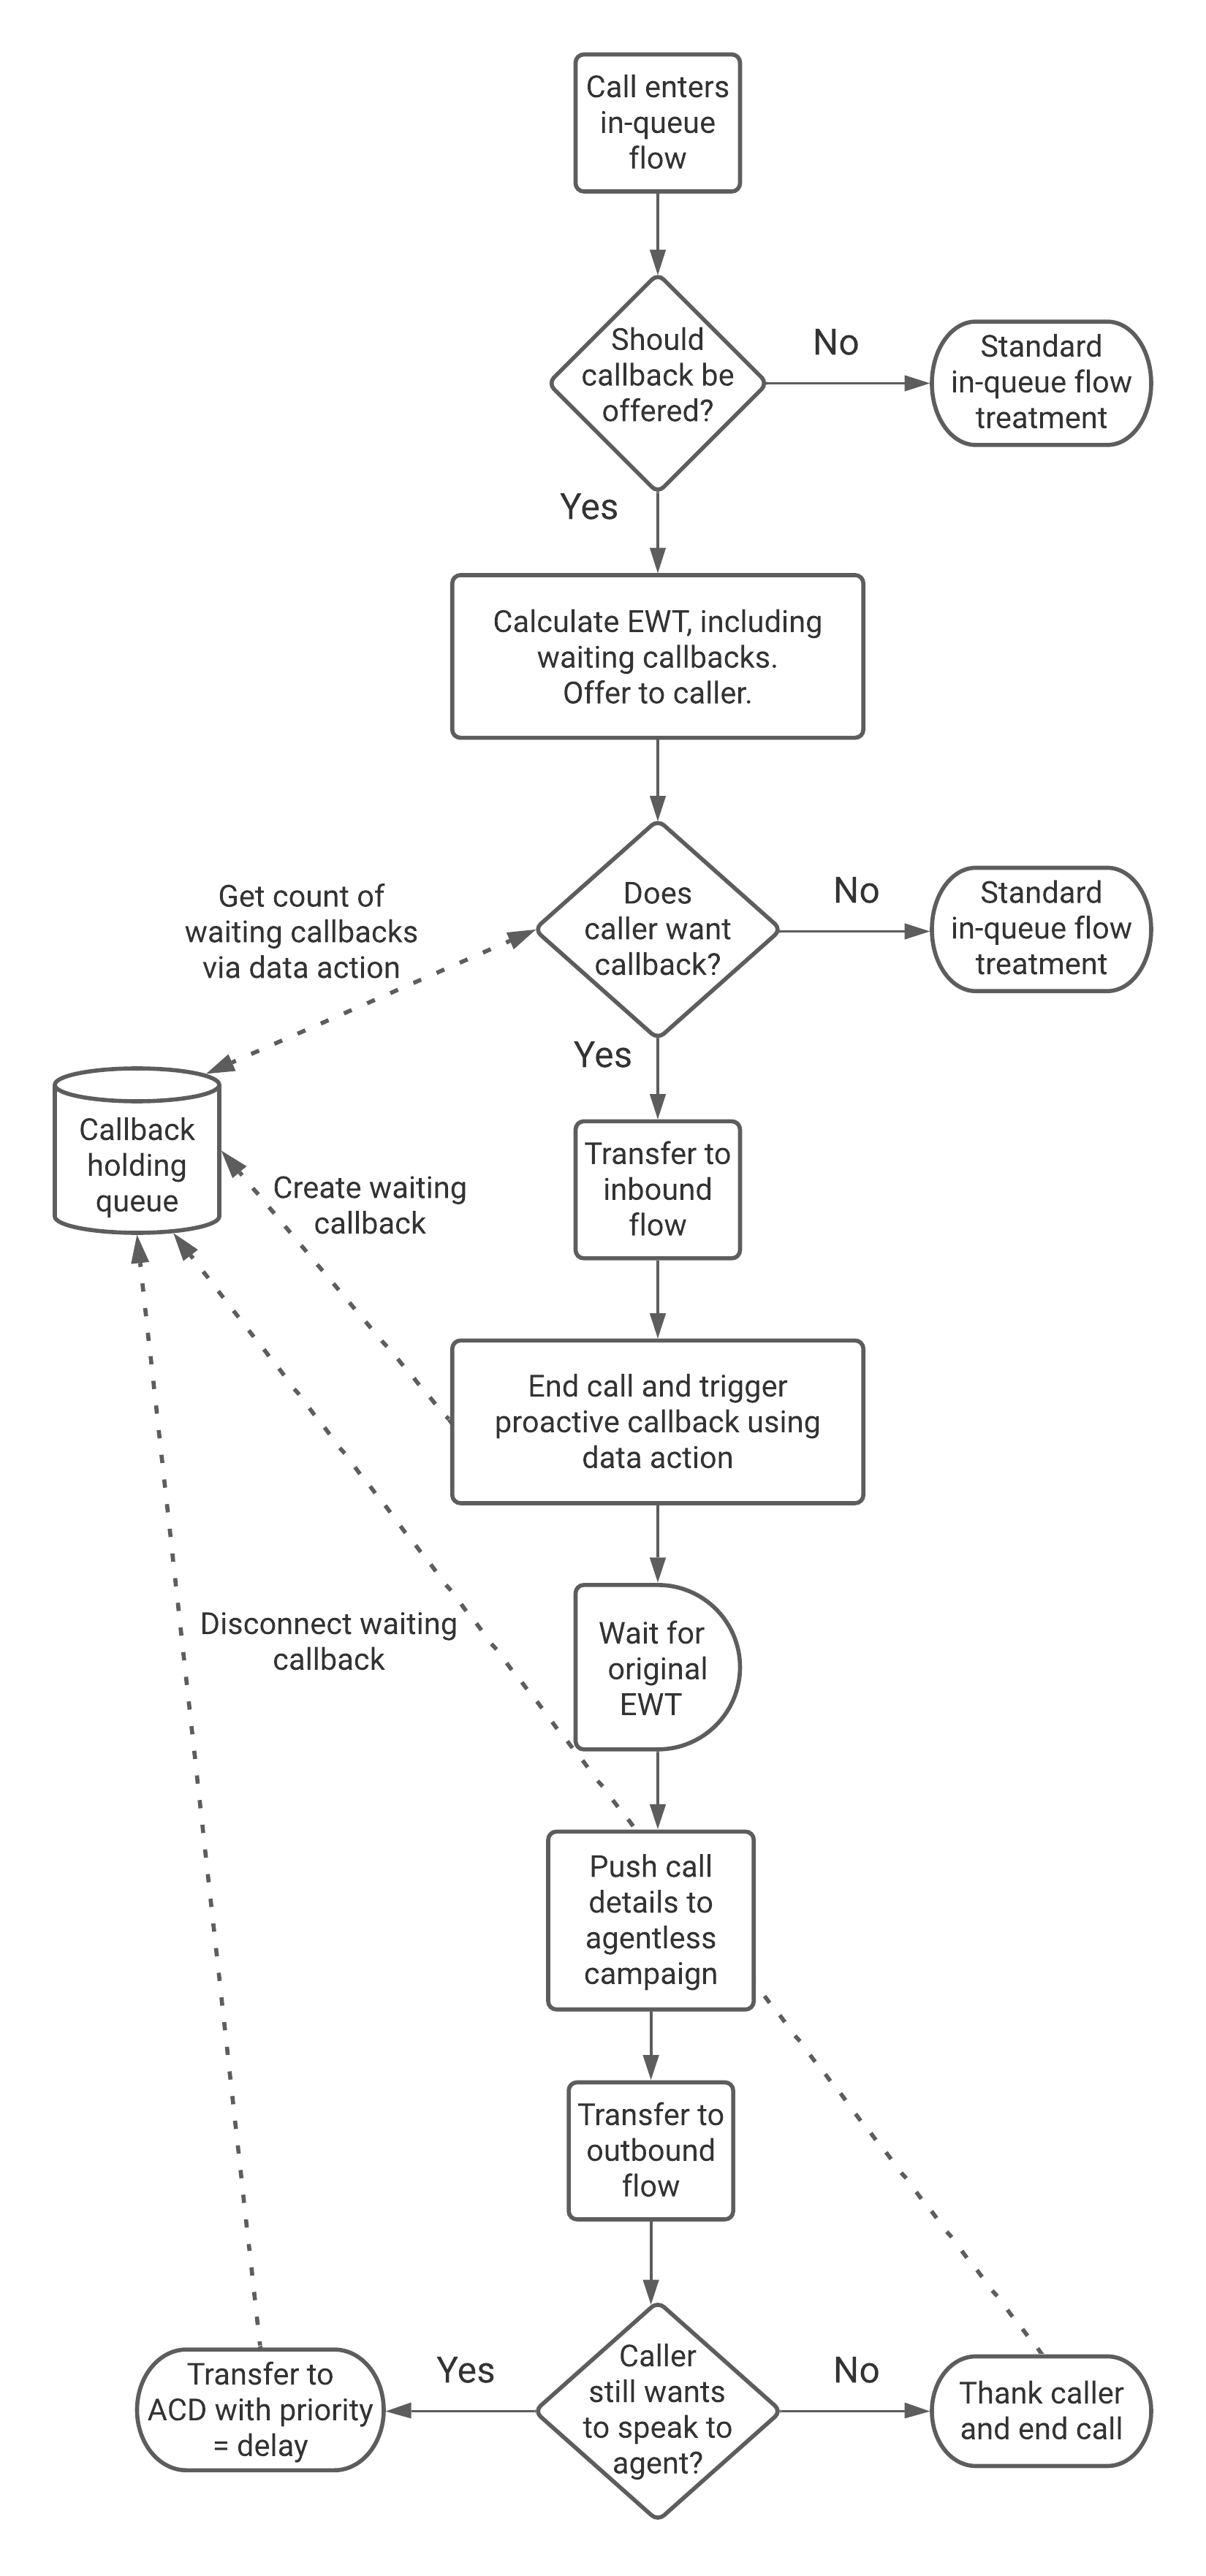 Call enters
in-queue
flow
Should
callback be
offered?
No
Standard
in-queue flow
treatment
Yes
Calculate EWT, including
waiting callbacks.
Offer to caller.
Get count of
waiting callbacks
via data action
Does
caller want
callback?
No
Standard
in-queue flow
treatment
Yes
Callback
holding
queue
Create waiting
callback
Transfer to
inbound
flow
End call and trigger
proactive callback using
data action
Disconnect waiting
callback
Wait for
original
EWT
Push call
details to
agentless
campaign
Transfer to
outbound
flow
Transfer to
ACD with priority
= delay
Yes
Caller
still wants
to speak to
agent?
No
Thank caller
and end call